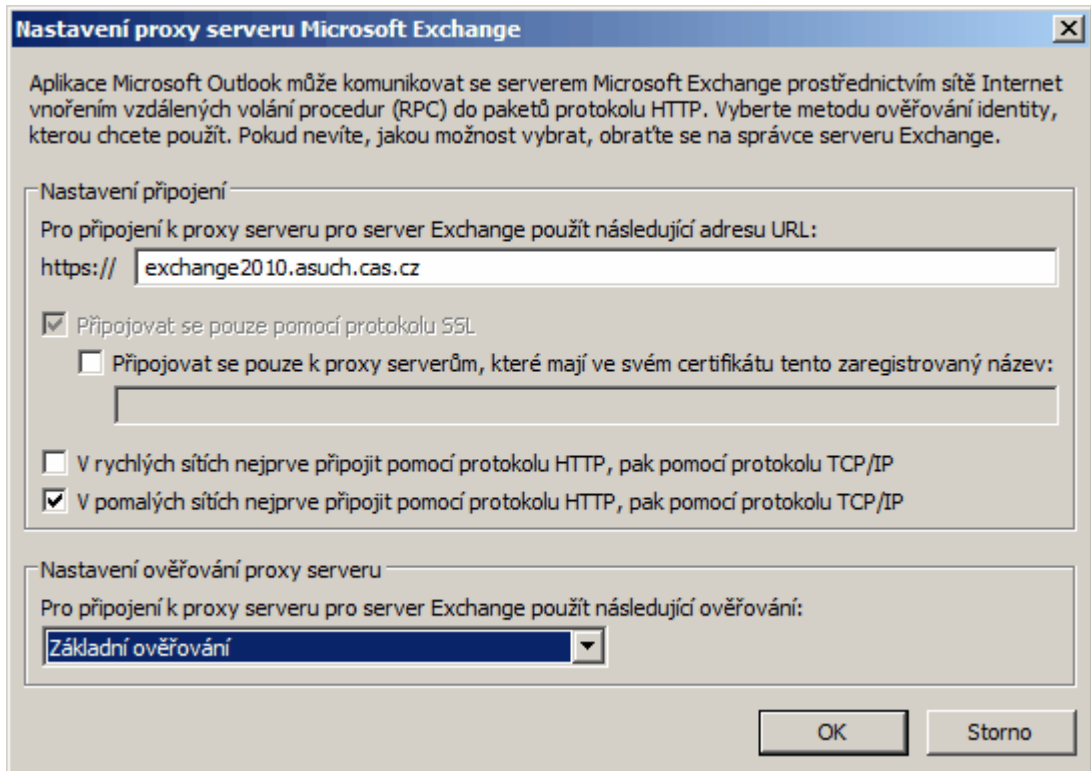 Nastavení proxy serveru Microsoft Exchange
Aplikace Microsoft Outlook může komunikovat se serverem Microsoft Exchange prostřednictvím sítě Internet
vnořením vzdálených volání procedur (RPC) do paketů protokolu HTTP. Vyberte metodu ověřování identity,
kterou chcete použít. Pokud nevíte, jakou možnost vybrat, obraťte se na správce serveru Exchange.
Nastavení připojení
Pro připojení k proxy serveru pro server Exchange použít následující adresu URL:
https:// exchange2010.asuch.cas.cz
Připojovat se pouze pomocí protokolu SSL
Připojovat se pouze k proxy serverům, které mají ve svém certifikátu tento zaregistrovaný název:
V rychlých sítích nejprve připojit pomocí protokolu HTTP, pak pomocí protokolu TCP/IP
V pomalých sítích nejprve připojit pomocí protokolu HTTP, pak pomocí protokolu TCP/IP
Nastavení ověřování proxy serveru
Pro připojení k proxy serveru pro server Exchange použít následující ověřování:
Základní ověřování
OK Storno